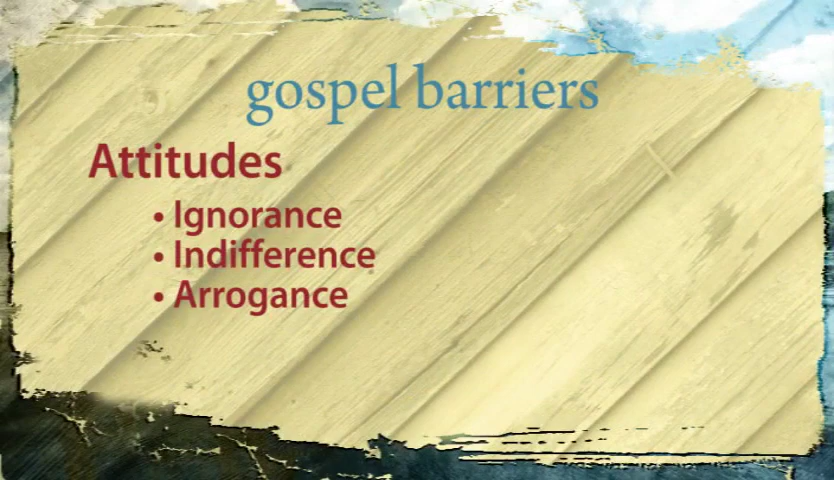 gospel barriers
Attitudes
• Ignorance
• Indifference
• Arrogance